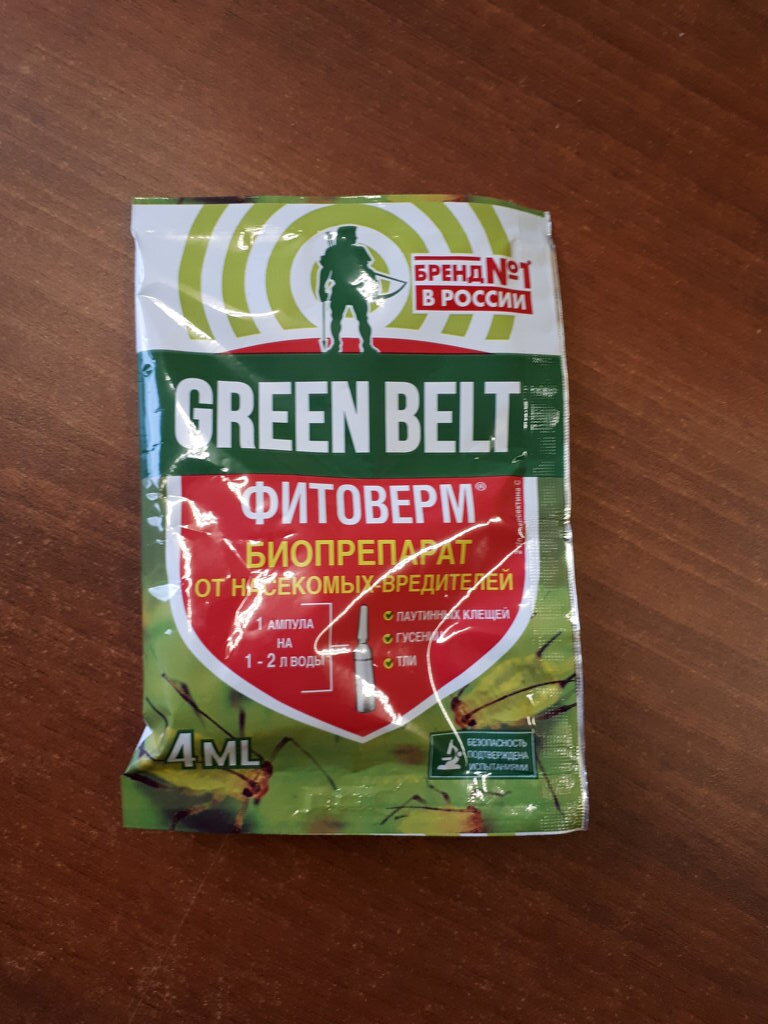 БРЕНД №1
В РОССИИ
GREEN BELT
ФИТОВЕРМ®
БИОПРЕПАРАТ
ОТ НАСЕКОМЫХ-ВРЕДИТЕЛЕЙ
1 АМПУЛА
НА
1 - 2 Л ВОДЫ
ПАУТИННЫХ КЛЕЩЕЙ
ГУСЕНИЦ
ТЛИ
4 ML
БЕЗОПАСНОСТЬ
ПОДТВЕРЖДЕНА
ИСПЫТАНИЯМИ